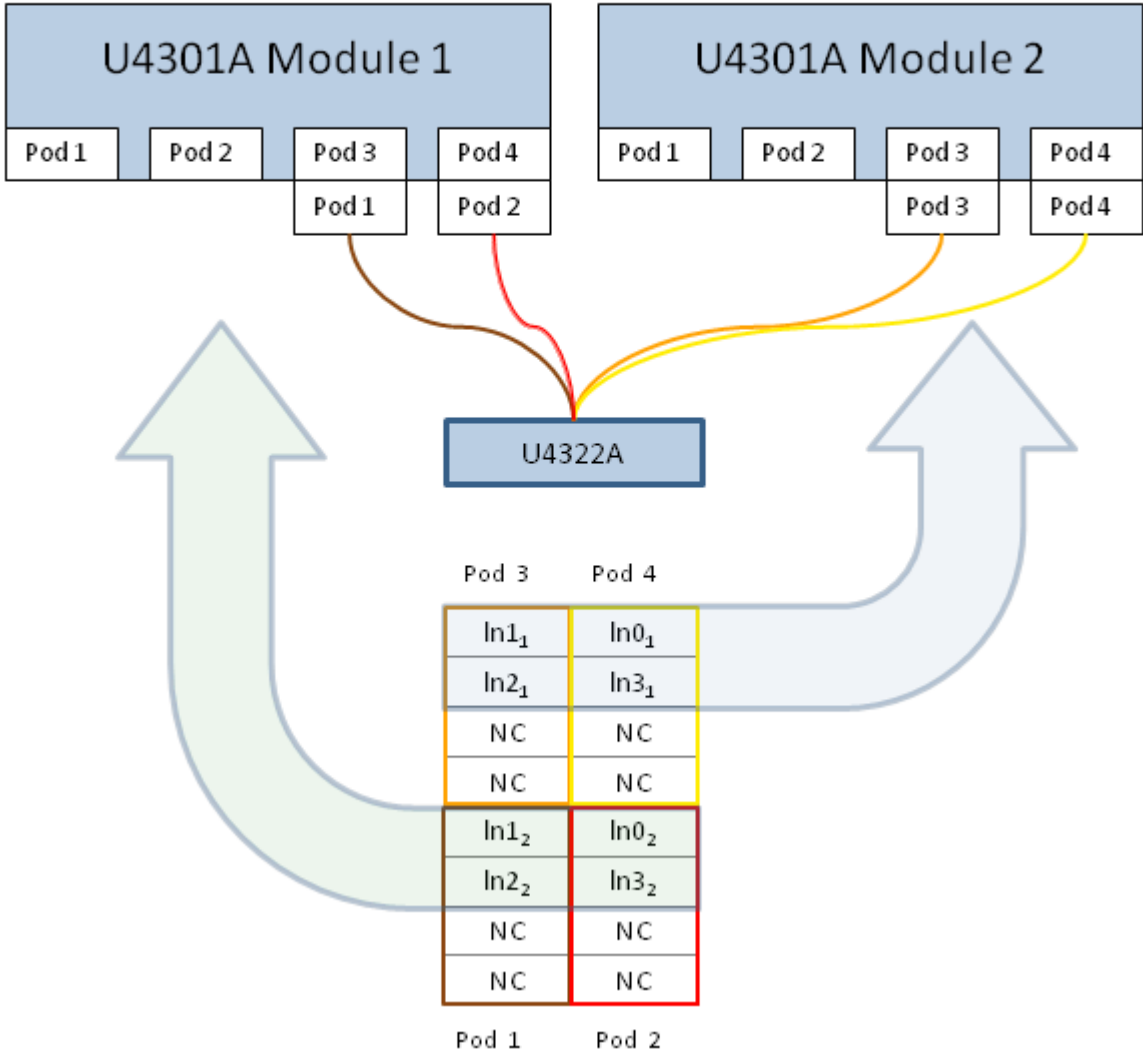 U4301A Module 1 U4301A Module 2
Pod 1 Pod 2 Pod 3 Pod 4 Pod 1 Pod 2 Pod 3 Pod 4
Pod 1 Pod 2 Pod 3 Pod 4
U4322A
Pod 3 Pod 4
ln1₁ ln0₁
ln2₁ ln3₁
NC NC
NC NC
ln1₂ ln0₂
ln2₂ ln3₂
NC NC
NC NC
Pod 1 Pod 2